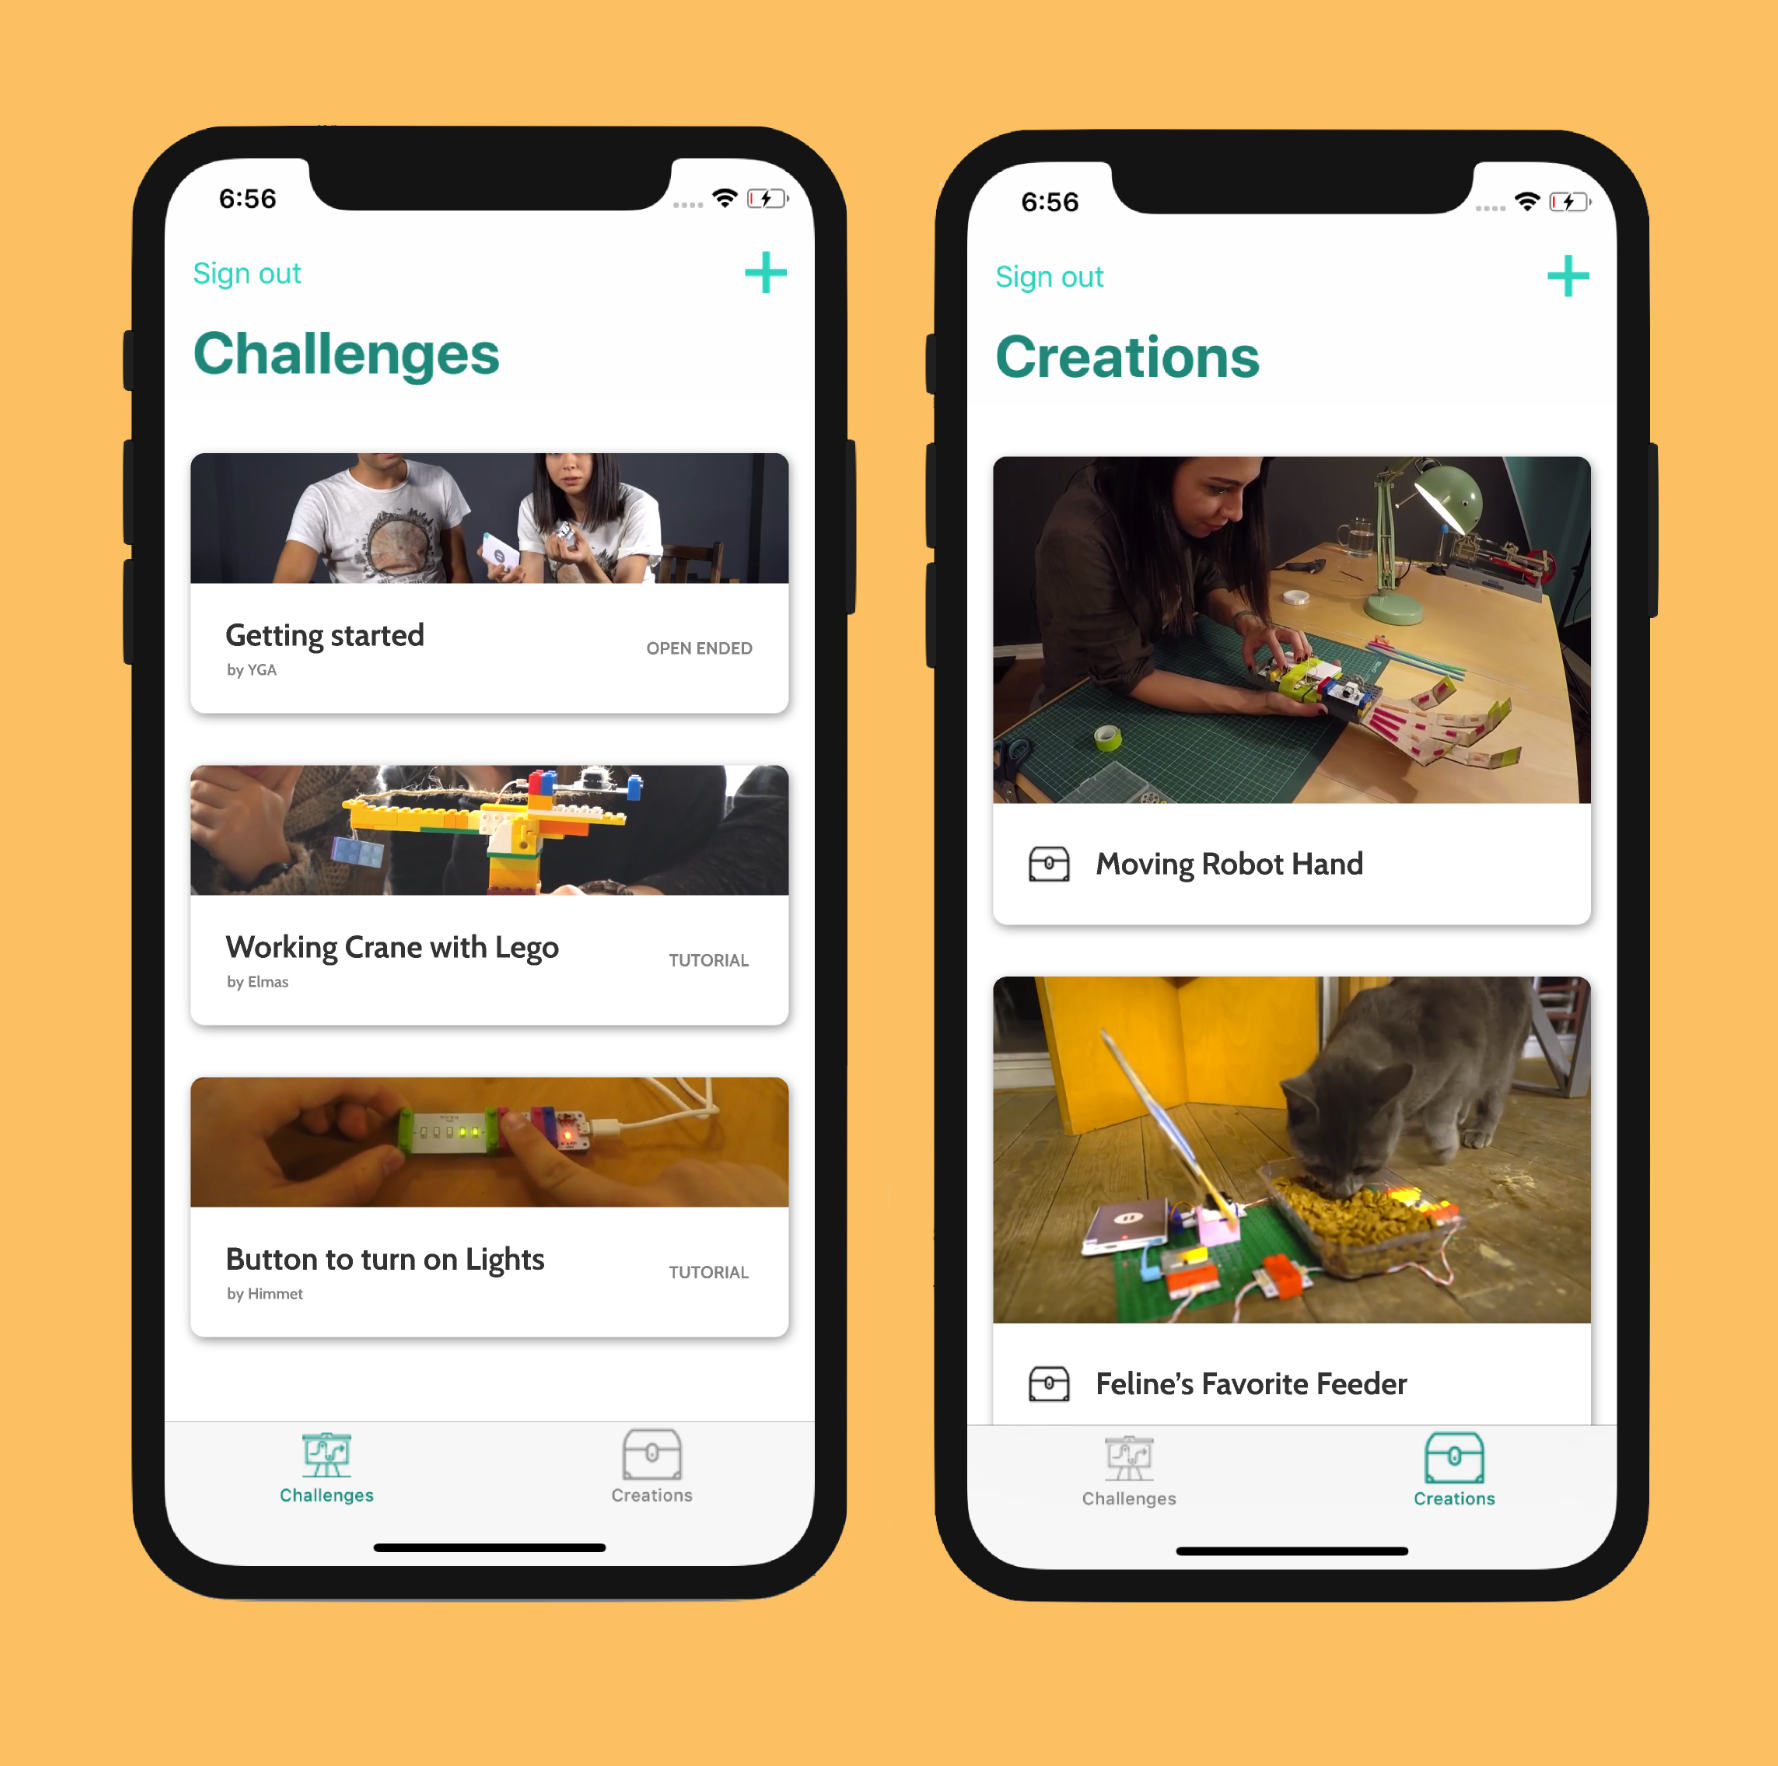 6:56
Sign out
Challenges
Getting started
by YGA
OPEN ENDED
Working Crane with Lego
by Elmas
TUTORIAL
Button to turn on Lights
by Himmet
TUTORIAL
Challenges
Creations
6:56
Sign out
Creations
Moving Robot Hand
Feline's Favorite Feeder
Challenges
Creations